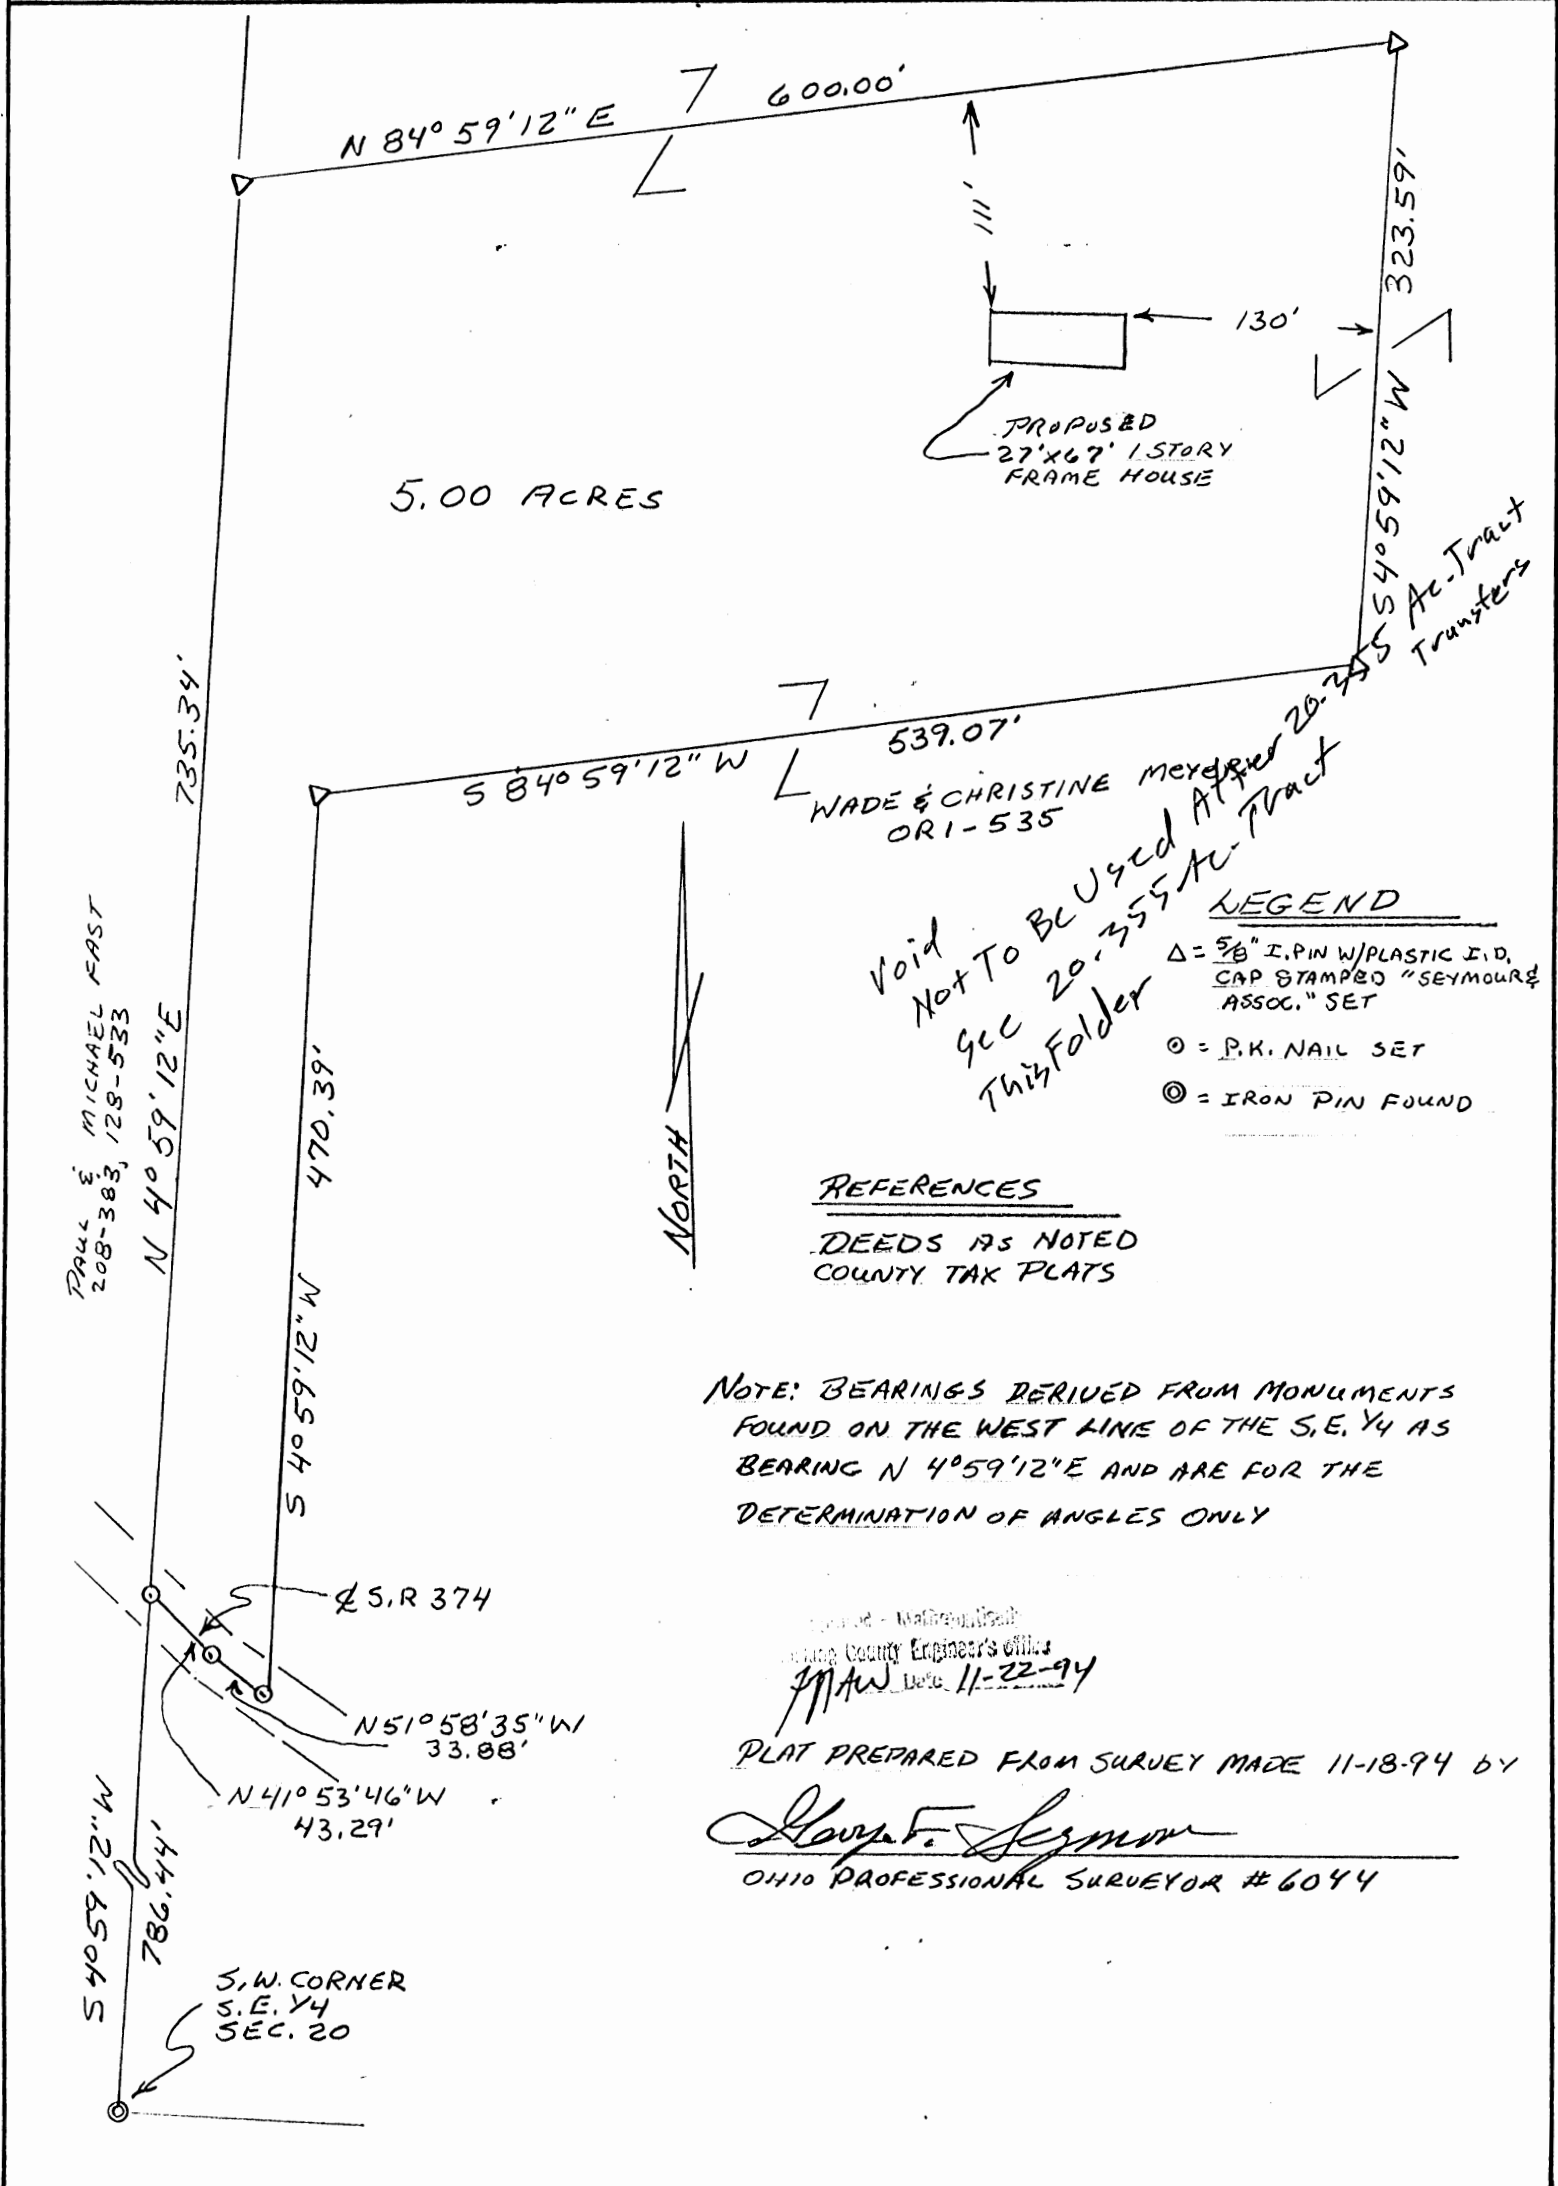 N 84° 59' 12" E
600.00'
323.59'
S 4° 59' 12" W
111'
130'
PROPOSED
27'X67' 1 STORY
FRAME HOUSE
5.00 ACRES
735.34'
N 4° 59' 12" E
PAUL & MICHAEL FAST
208-383, 128-533
S 84° 59' 12" W
539.07'
WADE & CHRISTINE
OR 1-535
Void
Not To Be Used After 20.355 Ac-Tract
Transfers
See 20.355 Ac-Tract
This Folder
470.39'
S 4° 59' 12" W
NORTH
LEGEND
Δ = 5/8" I. PIN W/PLASTIC I.D.
CAP STAMPED "SEYMOUR &
ASSOC." SET
⊙ = P.K. NAIL SET
◎ = IRON PIN FOUND
REFERENCES
DEEDS AS NOTED
COUNTY TAX PLATS
NOTE: BEARINGS DERIVED FROM MONUMENTS
FOUND ON THE WEST LINE OF THE S.E. 1/4 AS
BEARING N 4°59'12"E AND ARE FOR THE
DETERMINATION OF ANGLES ONLY
℄ S.R 374
N 51° 58' 35" W
33.88'
N 41° 53' 46" W
43.29'
S 4° 59' 12" W
786.44'
S.W. CORNER
S.E. 1/4
SEC. 20
County Engineer's office
Date 11-22-94
PLAT PREPARED FROM SURVEY MADE 11-18-94 BY
OHIO PROFESSIONAL SURVEYOR # 6044